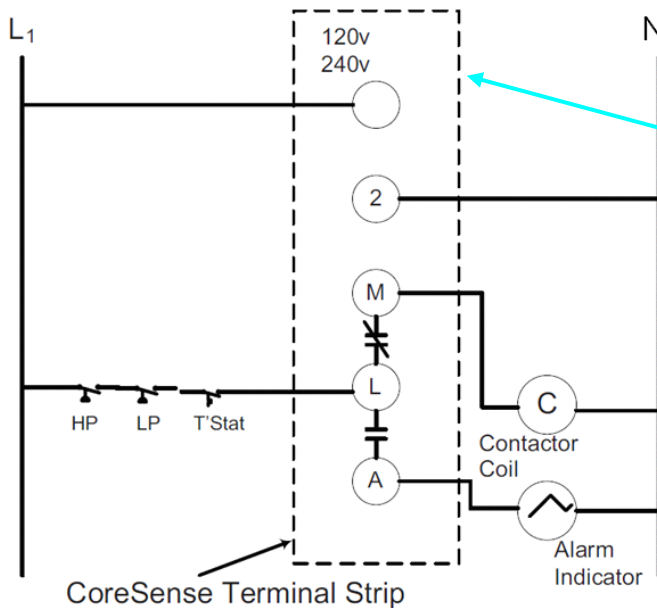 L1
N
120v
240v
2
M
L
HP LP T'Stat
C
Contactor
Coil
A
Alarm
Indicator
CoreSense Terminal Strip